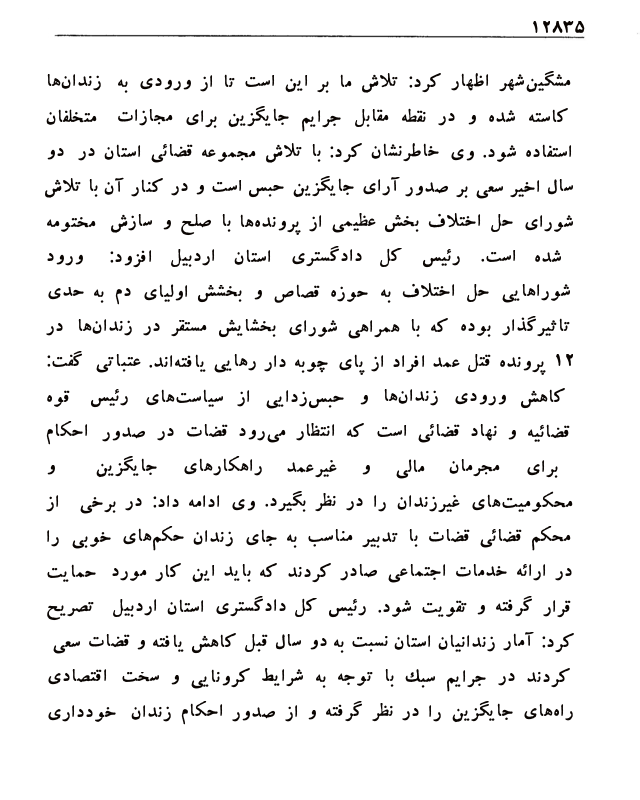 ۱۲۸۳۵
مشگین‌شهر اظهار کرد: تلاش ما بر این است تا از ورودی به زندان‌ها
کاسته شده و در نقطه مقابل جرایم جایگزین برای مجازات متخلفان
استفاده شود. وی خاطرنشان کرد: با تلاش مجموعه قضائی استان در دو
سال اخیر سعی بر صدور آرای جایگزین حبس است و در کنار آن با تلاش
شورای حل اختلاف بخش عظیمی از پرونده‌ها با صلح و سازش مختومه
شده است. رئیس کل دادگستری استان اردبیل افزود: ورود
شوراهایی حل اختلاف به حوزه قصاص و بخشش اولیای دم به حدی
تاثیرگذار بوده که با همراهی شورای بخشایش مستقر در زندان‌ها در
۱۲ پرونده قتل عمد افراد از پای چوبه دار رهایی یافته‌اند. عتباتی گفت:
کاهش ورودی زندان‌ها و حبس‌زدایی از سیاست‌های رئیس قوه
قضائیه و نهاد قضائی است که انتظار می‌رود قضات در صدور احکام
برای مجرمان مالی و غیرعمد راهکارهای جایگزین و
محکومیت‌های غیرزندان را در نظر بگیرد. وی ادامه داد: در برخی از
محکم قضائی قضات با تدبیر مناسب به جای زندان حکم‌های خوبی را
در ارائه خدمات اجتماعی صادر کردند که باید این کار مورد حمایت
قرار گرفته و تقویت شود. رئیس کل دادگستری استان اردبیل تصریح
کرد: آمار زندانیان استان نسبت به دو سال قبل کاهش یافته و قضات سعی
کردند در جرایم سبك با توجه به شرایط کرونایی و سخت اقتصادی
راه‌های جایگزین را در نظر گرفته و از صدور احکام زندان خودداری